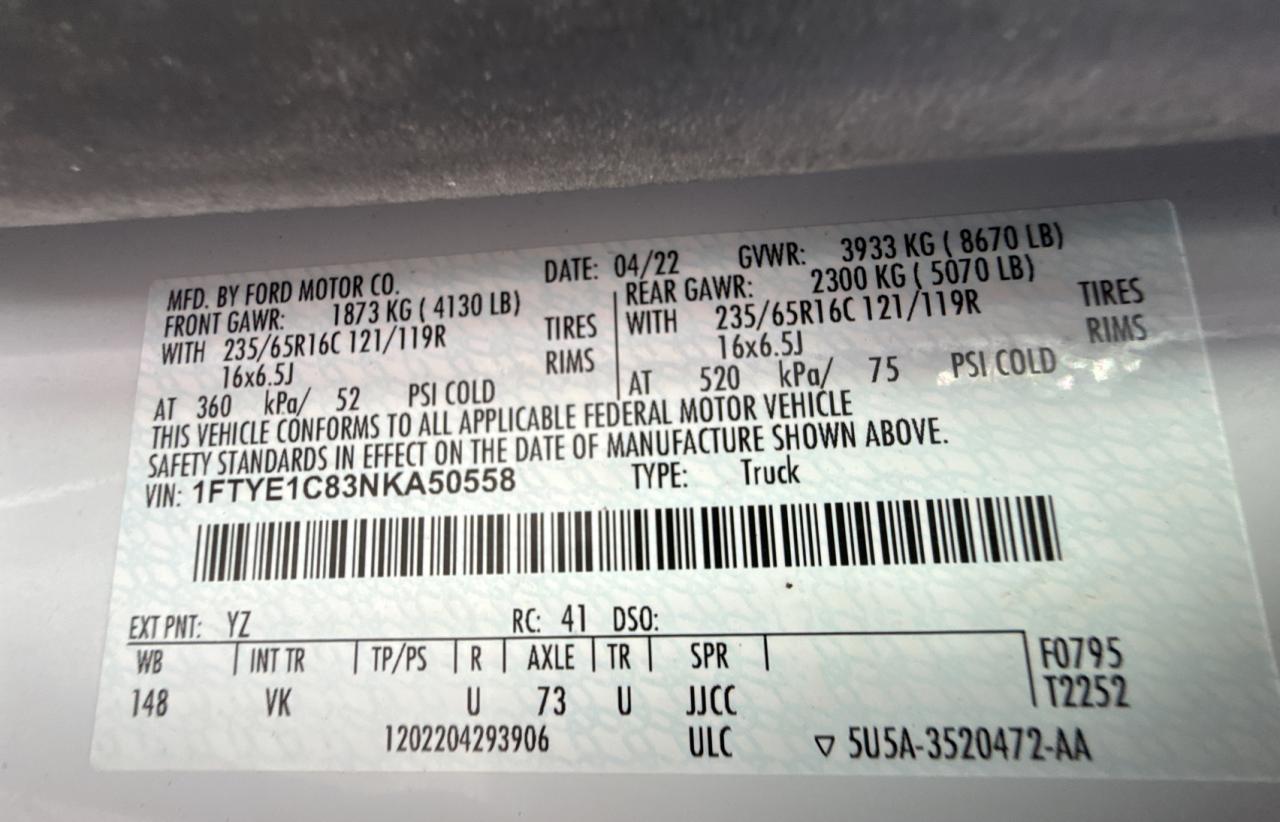 MFD. BY FORD MOTOR CO. DATE: 04/22 GVWR: 3933 KG ( 8670 LB)
FRONT GAWR: 1873 KG ( 4130 LB) REAR GAWR: 2300 KG ( 5070 LB)
WITH 235/65R16C 121/119R TIRES WITH 235/65R16C 121/119R TIRES
16x6.5J RIMS 16x6.5J RIMS
AT 360 kPa/ 52 PSI COLD AT 520 kPa/ 75 PSI COLD
THIS VEHICLE CONFORMS TO ALL APPLICABLE FEDERAL MOTOR VEHICLE
SAFETY STANDARDS IN EFFECT ON THE DATE OF MANUFACTURE SHOWN ABOVE.
VIN: 1FTYE1C83NKA50558 TYPE: Truck
EXT PNT: YZ RC: 41 DSO:
WB INT TR TP/PS R AXLE TR SPR F0795
148 VK U 73 U JJCC T2252
1202204293906 ULC ▽ 5U5A-3520472-AA